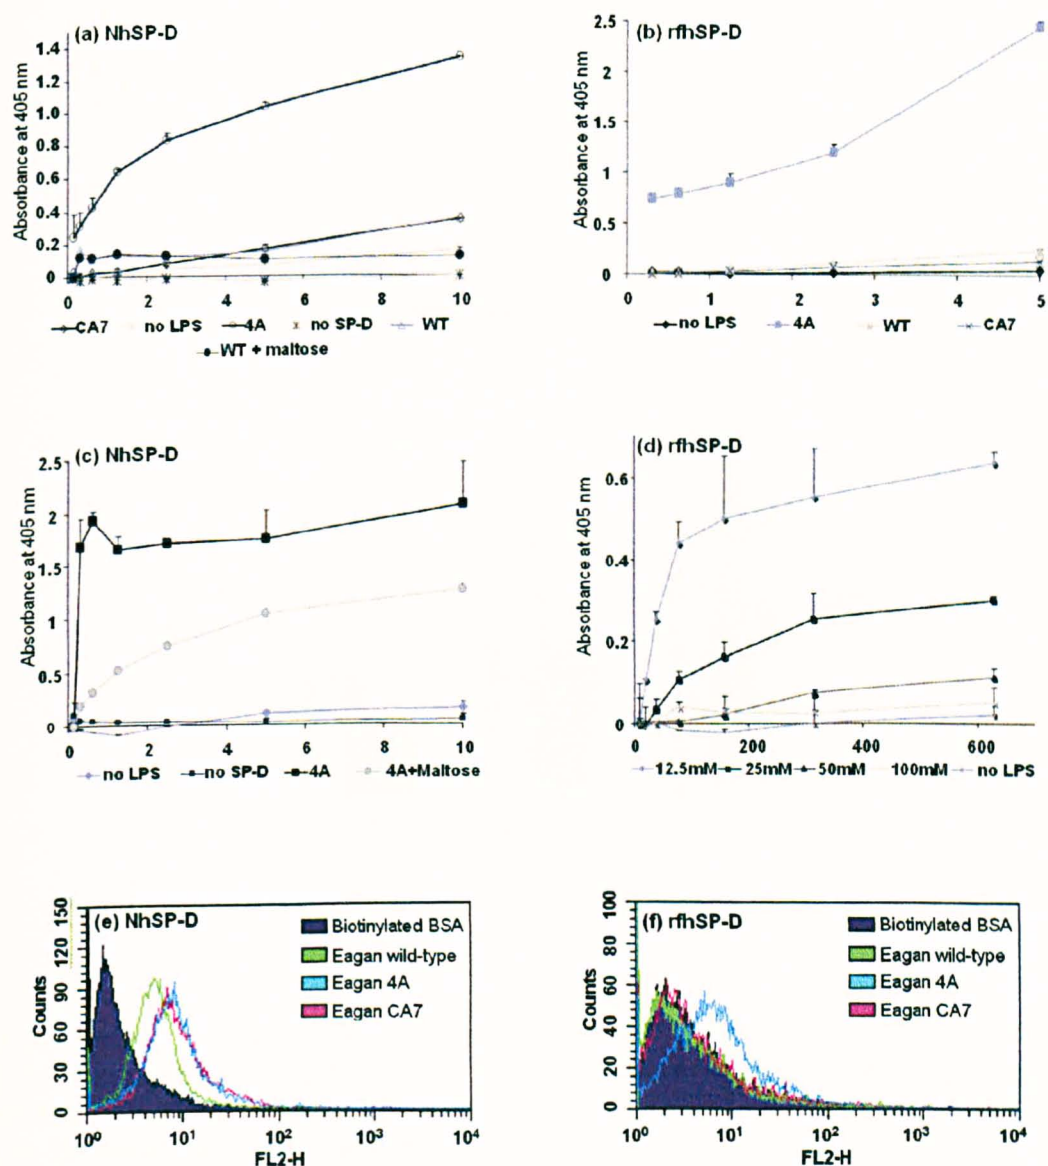 (a) NhSP-D
Absorbance at 405 nm
1.4
1.2
1.0
0.8
0.6
0.4
0.2
0
0 2 4 6 8 10
CA7 no LPS 4A no SP-D WT
WT + maltose
(b) rfhSP-D
Absorbance at 405 nm
2.5
2
1.5
1
0.5
0
0 1 2 3 4 5
no LPS 4A WT CA7
(c) NhSP-D
Absorbance at 405 nm
2.5
2
1.5
1
0.5
0
0 2 4 6 8 10
no LPS no SP-D 4A 4A+Maltose
(d) rfhSP-D
Absorbance at 405 nm
0.6
0.4
0.2
0
0 200 400 600
12.5mM 25mM 50mM 100mM no LPS
(e) NhSP-D
Counts
150
120
90
60
30
0
Biotinylated BSA
Eagan wild-type
Eagan 4A
Eagan CA7
10⁰ 10¹ 10² 10³ 10⁴
FL2-H
(f) rfhSP-D
Counts
100
80
60
40
20
0
Biotinylated BSA
Eagan wild-type
Eagan 4A
Eagan CA7
10⁰ 10¹ 10² 10³ 10⁴
FL2-H